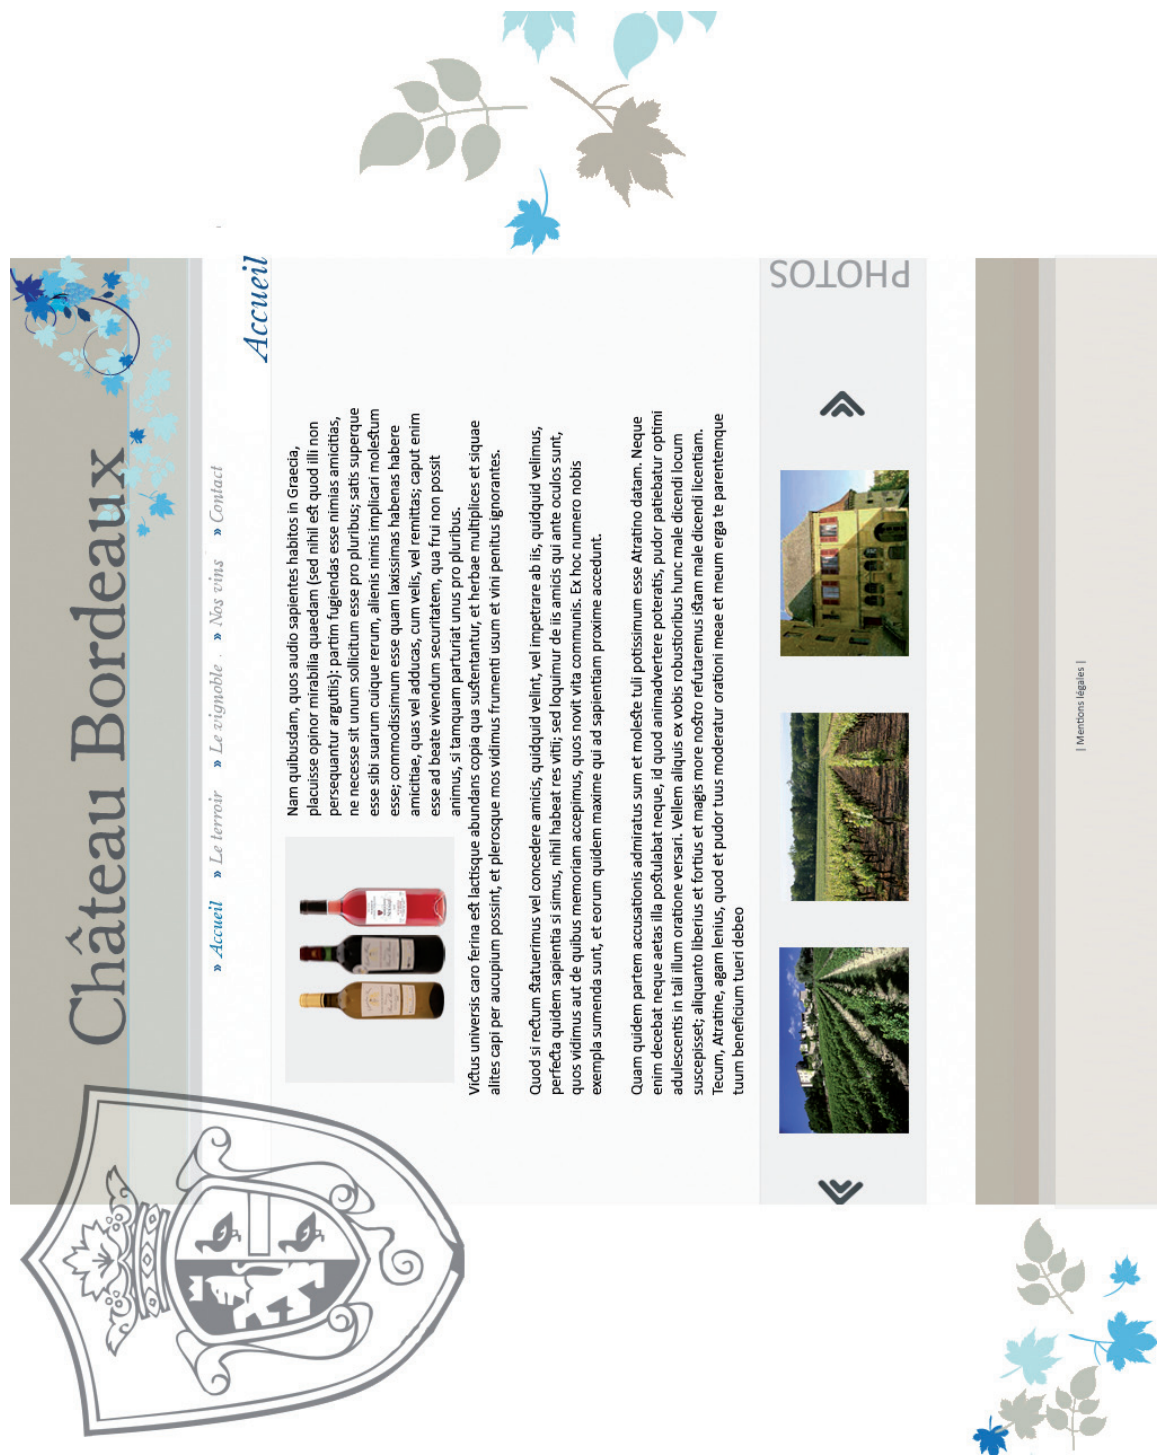 Château Bordeaux
» Accueil » Le terroir » Le vignoble . » Nos vins » Contact
Accueil
Nam quibusdam, quos audio sapientes habitos in Graecia,
placuisse opinor mirabilia quaedam (sed nihil est quod illi non
persequantur argutiis): partim fugiendas esse nimias amicitias,
ne necesse sit unum sollicitum esse pro pluribus; satis superque
esse sibi suarum cuique rerum, alienis nimis implicari molestum
esse; commodissimum esse quam laxissimas habenas habere
amicitiae, quas vel adducas, cum velis, vel remittas; caput enim
esse ad beate vivendum securitatem, qua frui non possit
animus, si tamquam parturiat unus pro pluribus.
Victus universis caro ferina est lactisque abundans copia qua sustentantur, et herbae multiplices et siquae
alites capi per aucupium possint, et plerosque mos vidimus frumenti usum et vini penitus ignorantes.
Quod si rectum statuerimus vel concedere amicis, quidquid velint, vel impetrare ab iis, quidquid velimus,
perfecta quidem sapientia si simus, nihil habeat res vitii; sed loquimur de iis amicis qui ante oculos sunt,
quos vidimus aut de quibus memoriam accepimus, quos novit vita communis. Ex hoc numero nobis
exempla sumenda sunt, et eorum quidem maxime qui ad sapientiam proxime accedunt.
Quam quidem partem accusationis admiratus sum et moleste tuli potissimum esse Atratino datam. Neque
enim decebat neque aetas illa postulabat neque, id quod animadvertere poteratis, pudor patiebatur optimi
adulescentis in tali illum oratione versari. Vellem aliquis ex vobis robustioribus hunc male dicendi locum
suscepisset; aliquanto liberius et fortius et magis more nostro refutaremus istam male dicendi licentiam.
Tecum, Atratine, agam lenius, quod et pudor tuus moderatur orationi meae et meum erga te parentemque
tuum beneficium tueri debeo
PHOTOS
| Mentions légales |